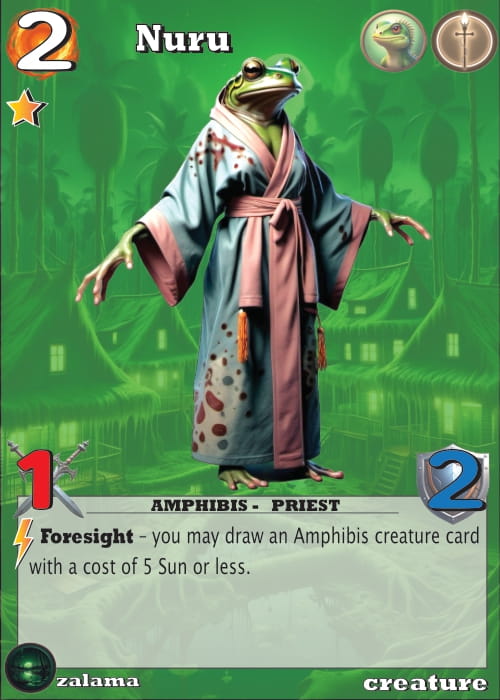 2
Nuru
1
2
AMPHIBIS - PRIEST
Foresight - you may draw an Amphibis creature card
with a cost of 5 Sun or less.
zalama
creature